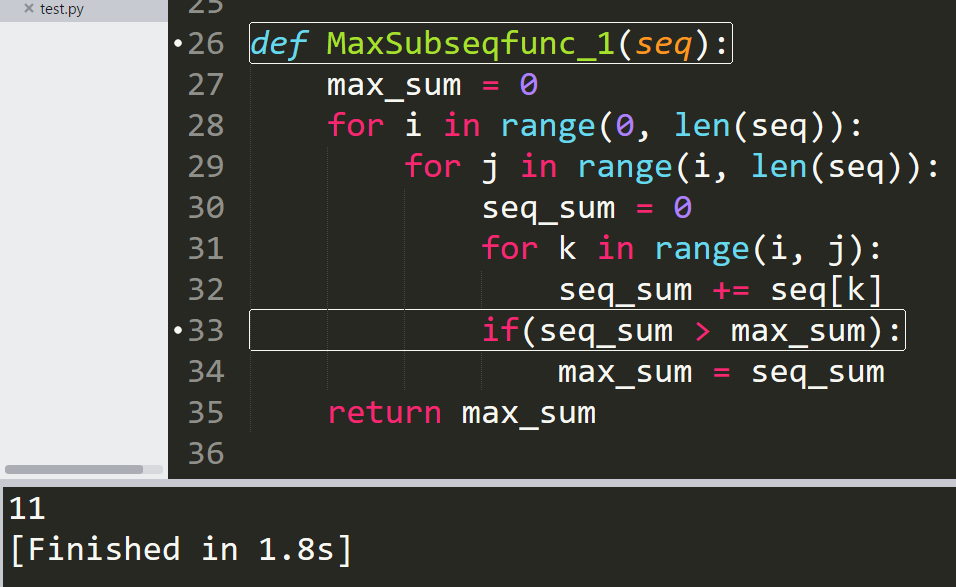 × test.py
25
26 def MaxSubseqfunc_1(seq):
27     max_sum = 0
28     for i in range(0, len(seq)):
29         for j in range(i, len(seq)):
30             seq_sum = 0
31             for k in range(i, j):
32                 seq_sum += seq[k]
33             if(seq_sum > max_sum):
34                 max_sum = seq_sum
35     return max_sum
36
11
[Finished in 1.8s]